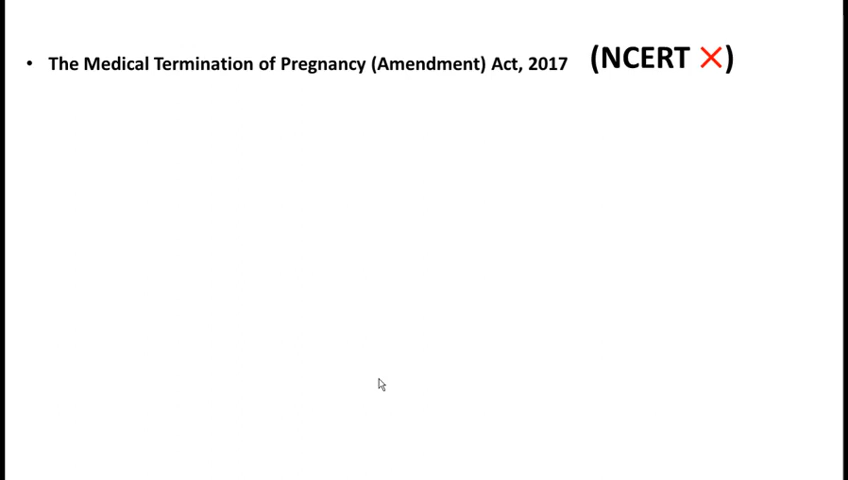 • The Medical Termination of Pregnancy (Amendment) Act, 2017 (NCERT ✕)